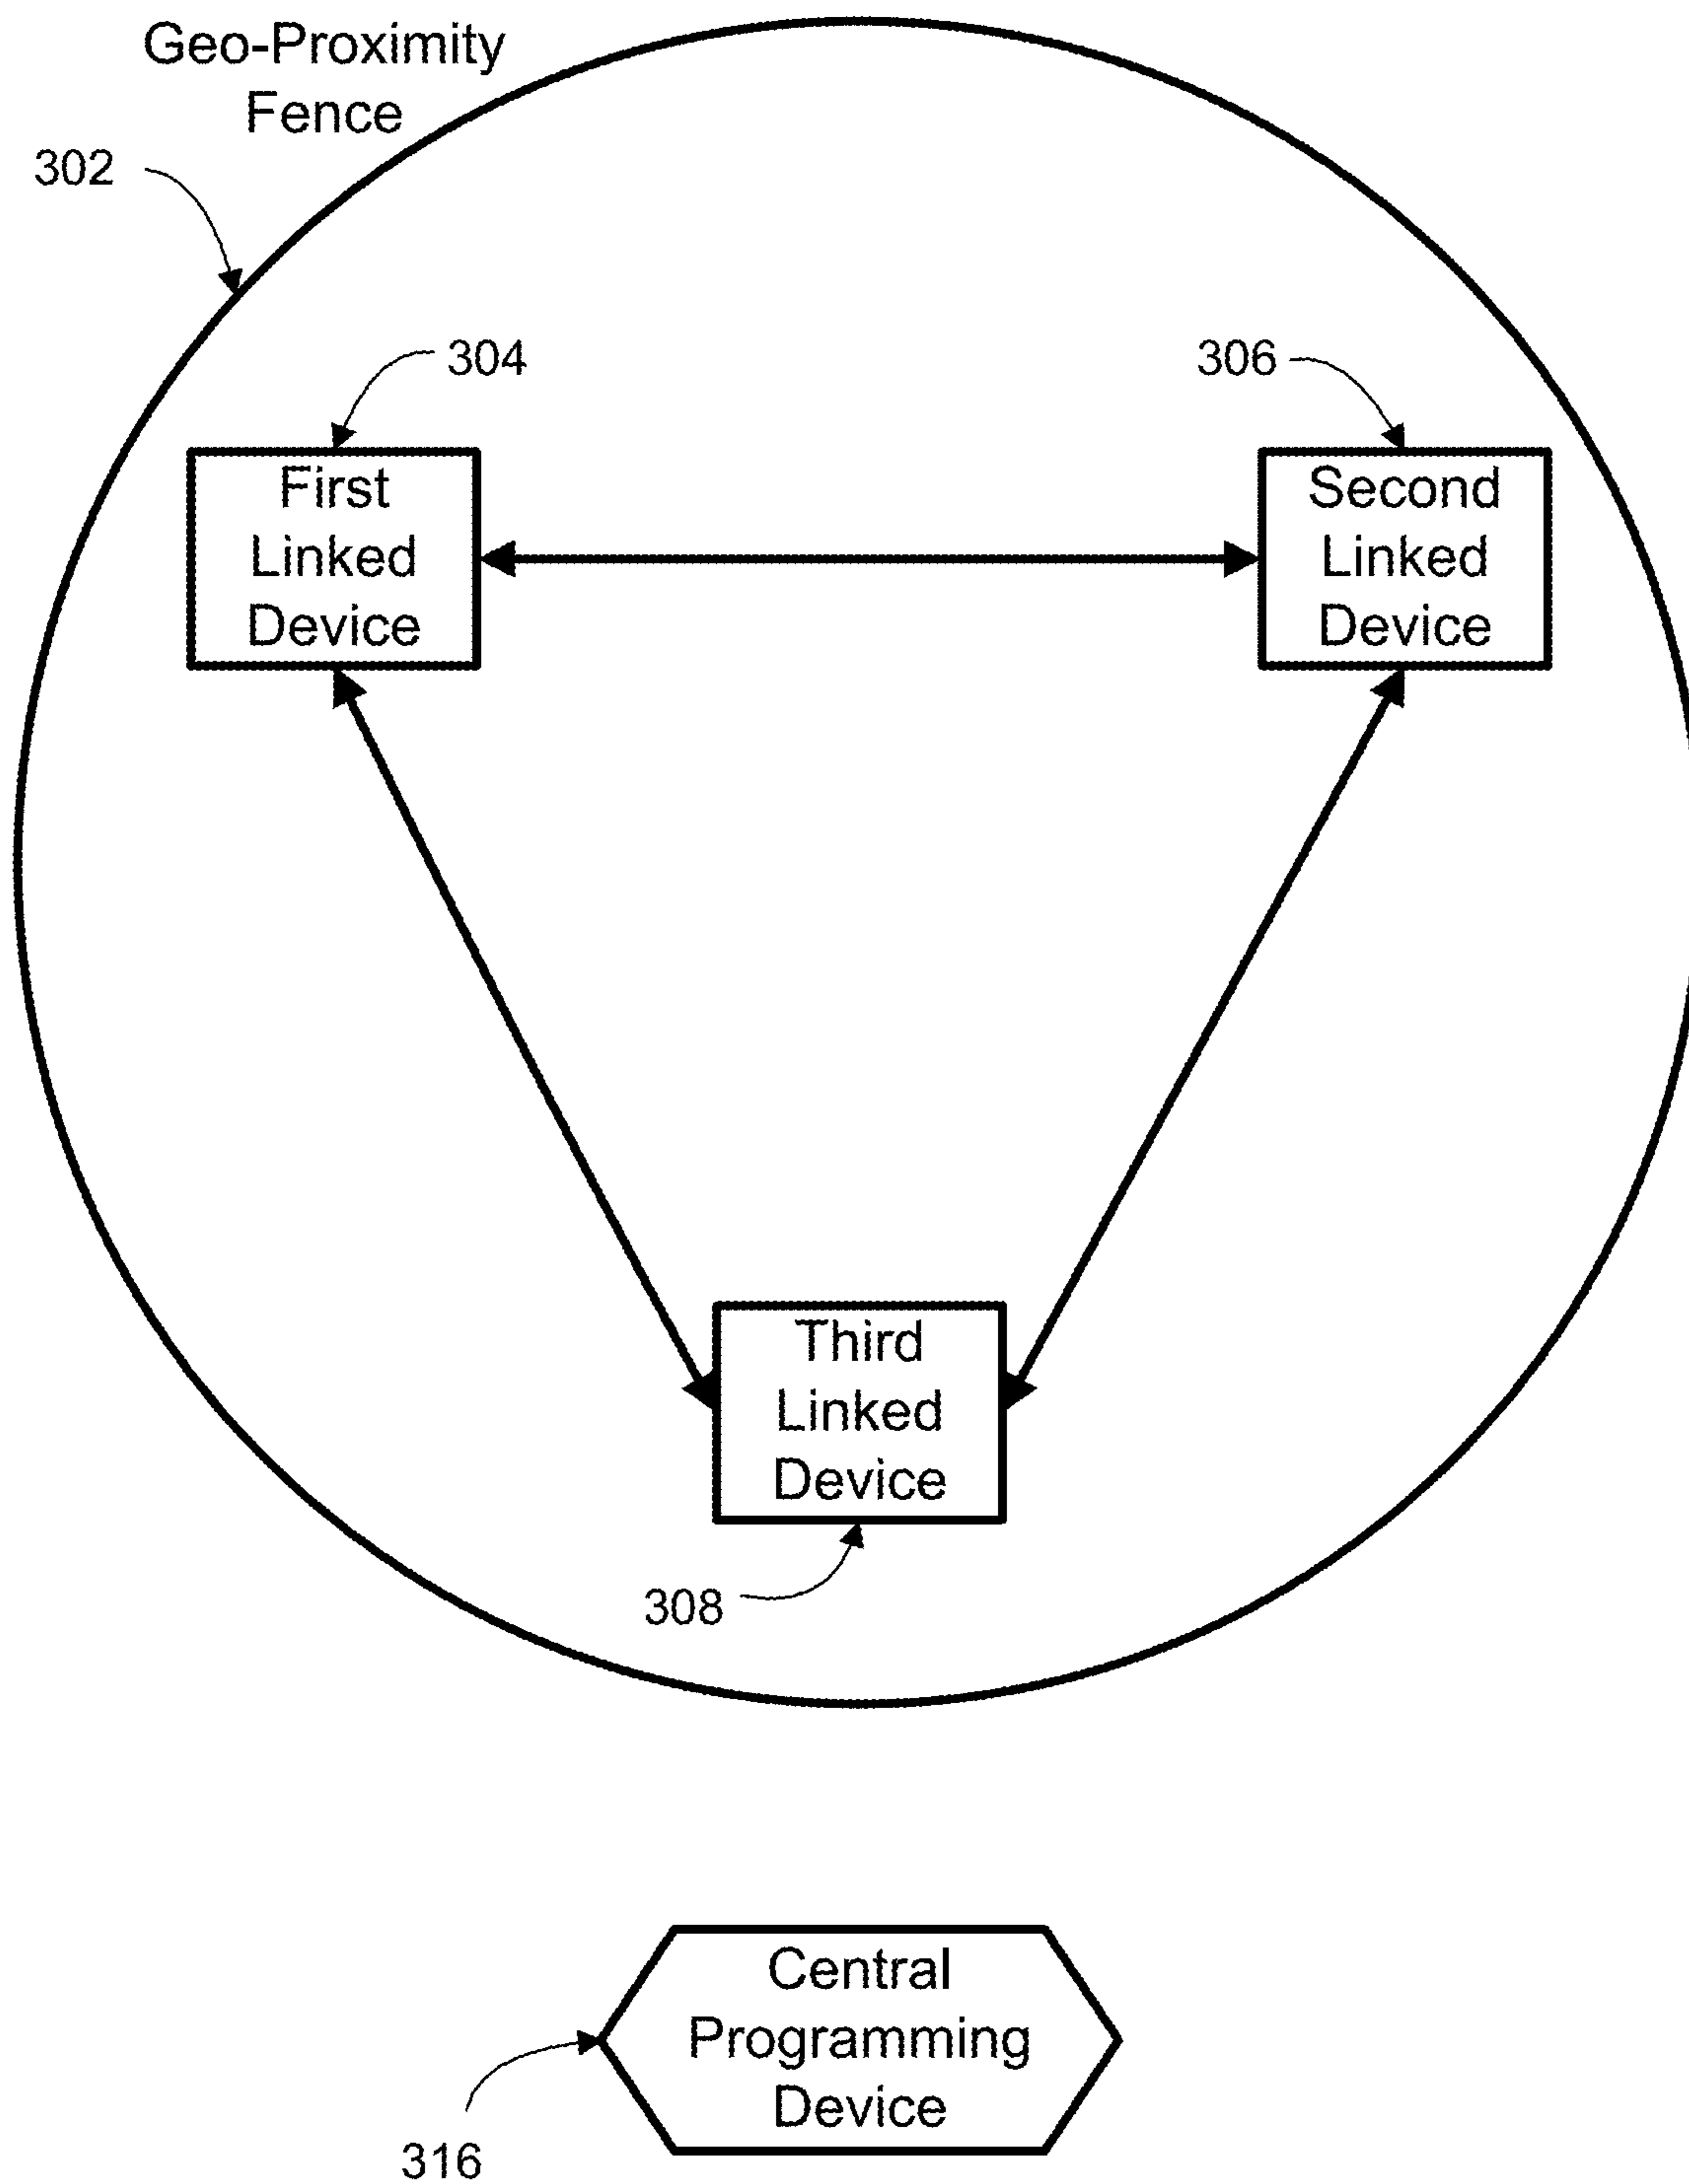 Geo-Proximity
Fence
302
304
306
First
Linked
Device
Second
Linked
Device
Third
Linked
Device
308
Central
Programming
Device
316